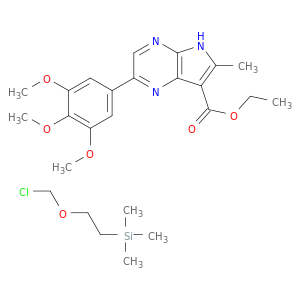 H
N N
O CH₃
H₃C
O N
H₃C O CH₃
O O
H₃C
Cl CH₃
O Si CH₃
CH₃